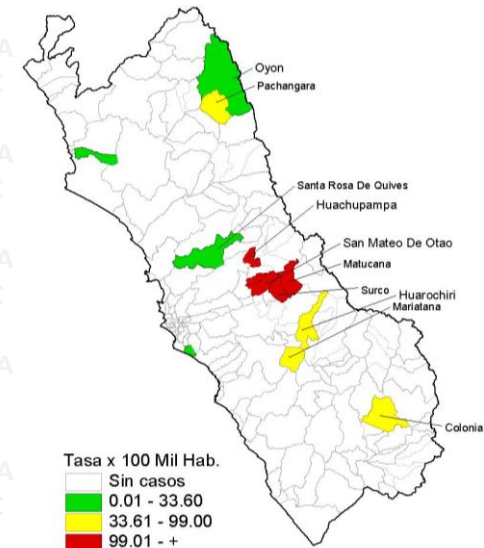 Oyon
Pachangara
Santa Rosa De Quives
Huachupampa
San Mateo De Otao
Matucana
Surco
Huarochiri
Mariatana
Colonia
Tasa x 100 Mil Hab.
Sin casos
0.01 - 33.60
33.61 - 99.00
99.01 - +